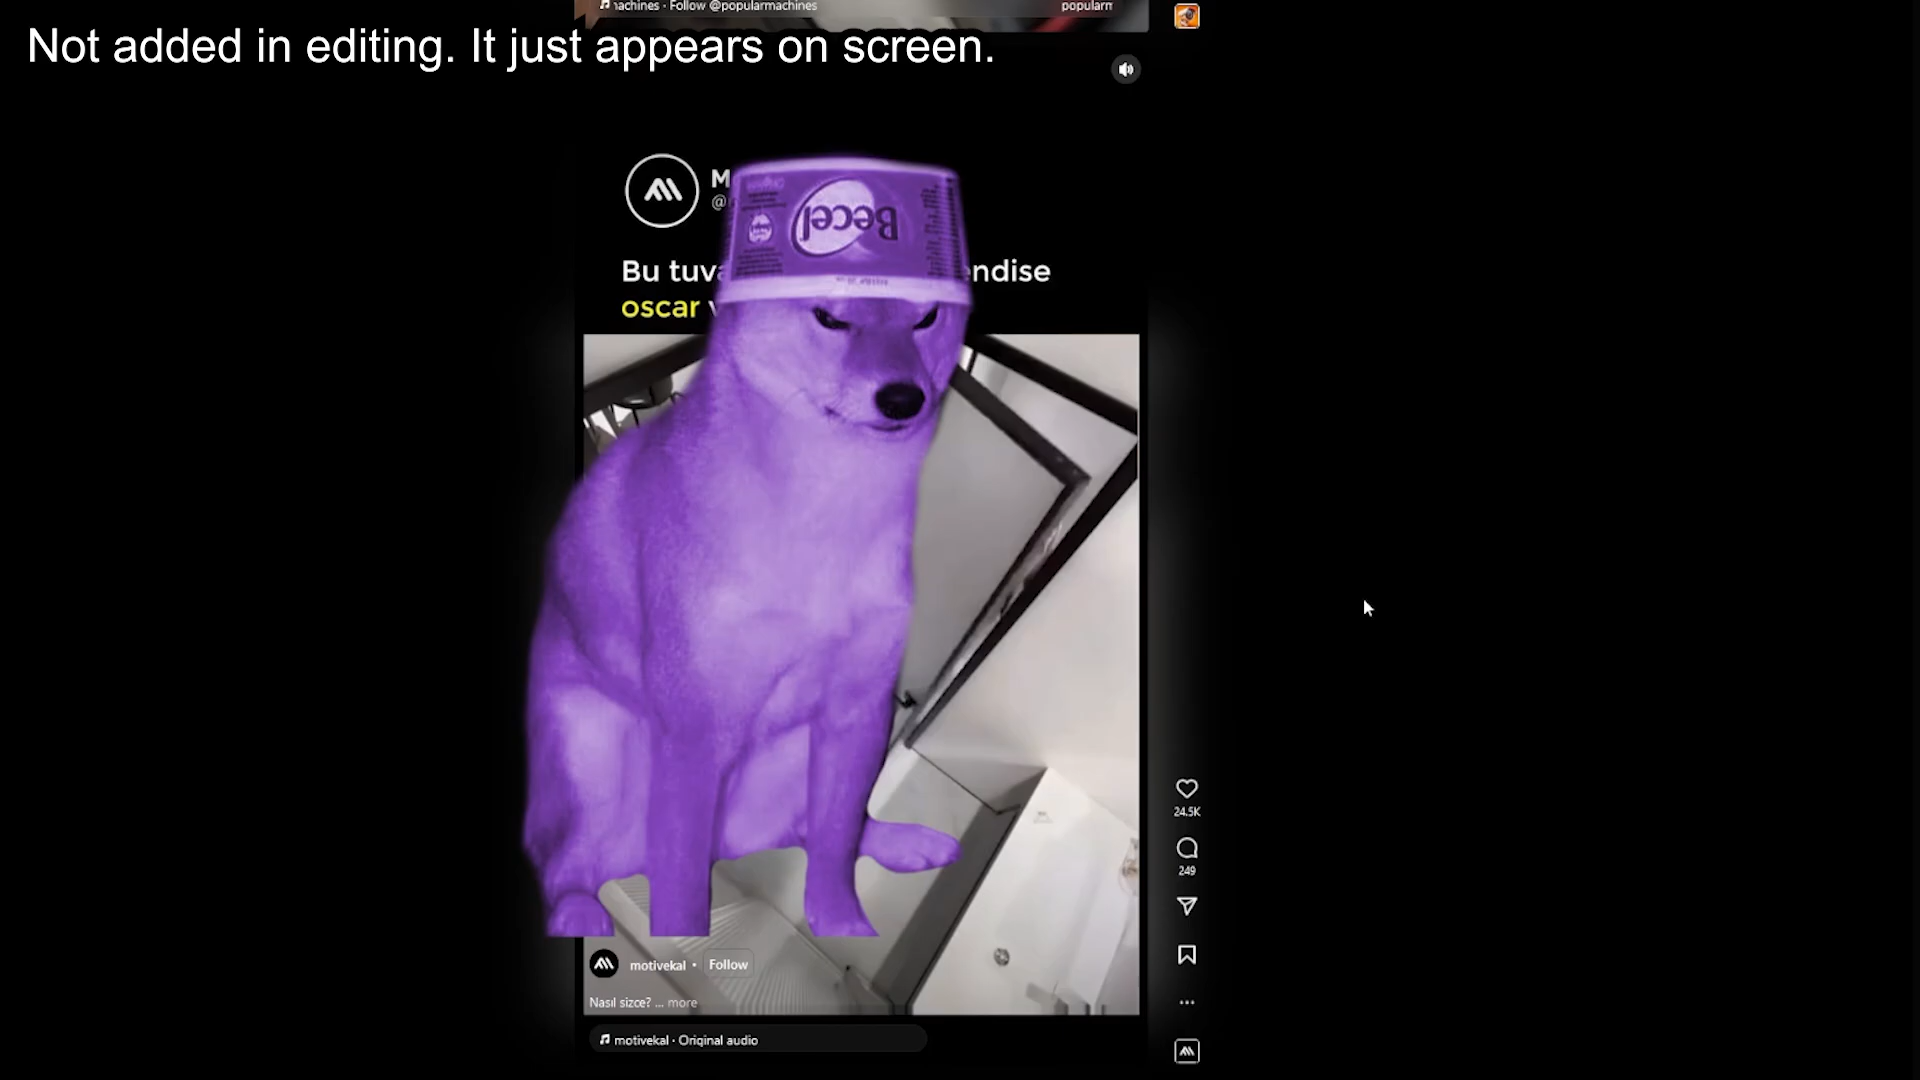 machines · Follow @popularmachines popularm
Not added in editing. It just appears on screen.
M
@
Becel
Bu tuva endise
oscar
24.5K
249
motivekal • Follow
Nasıl sizce? ... more
motivekal · Original audio